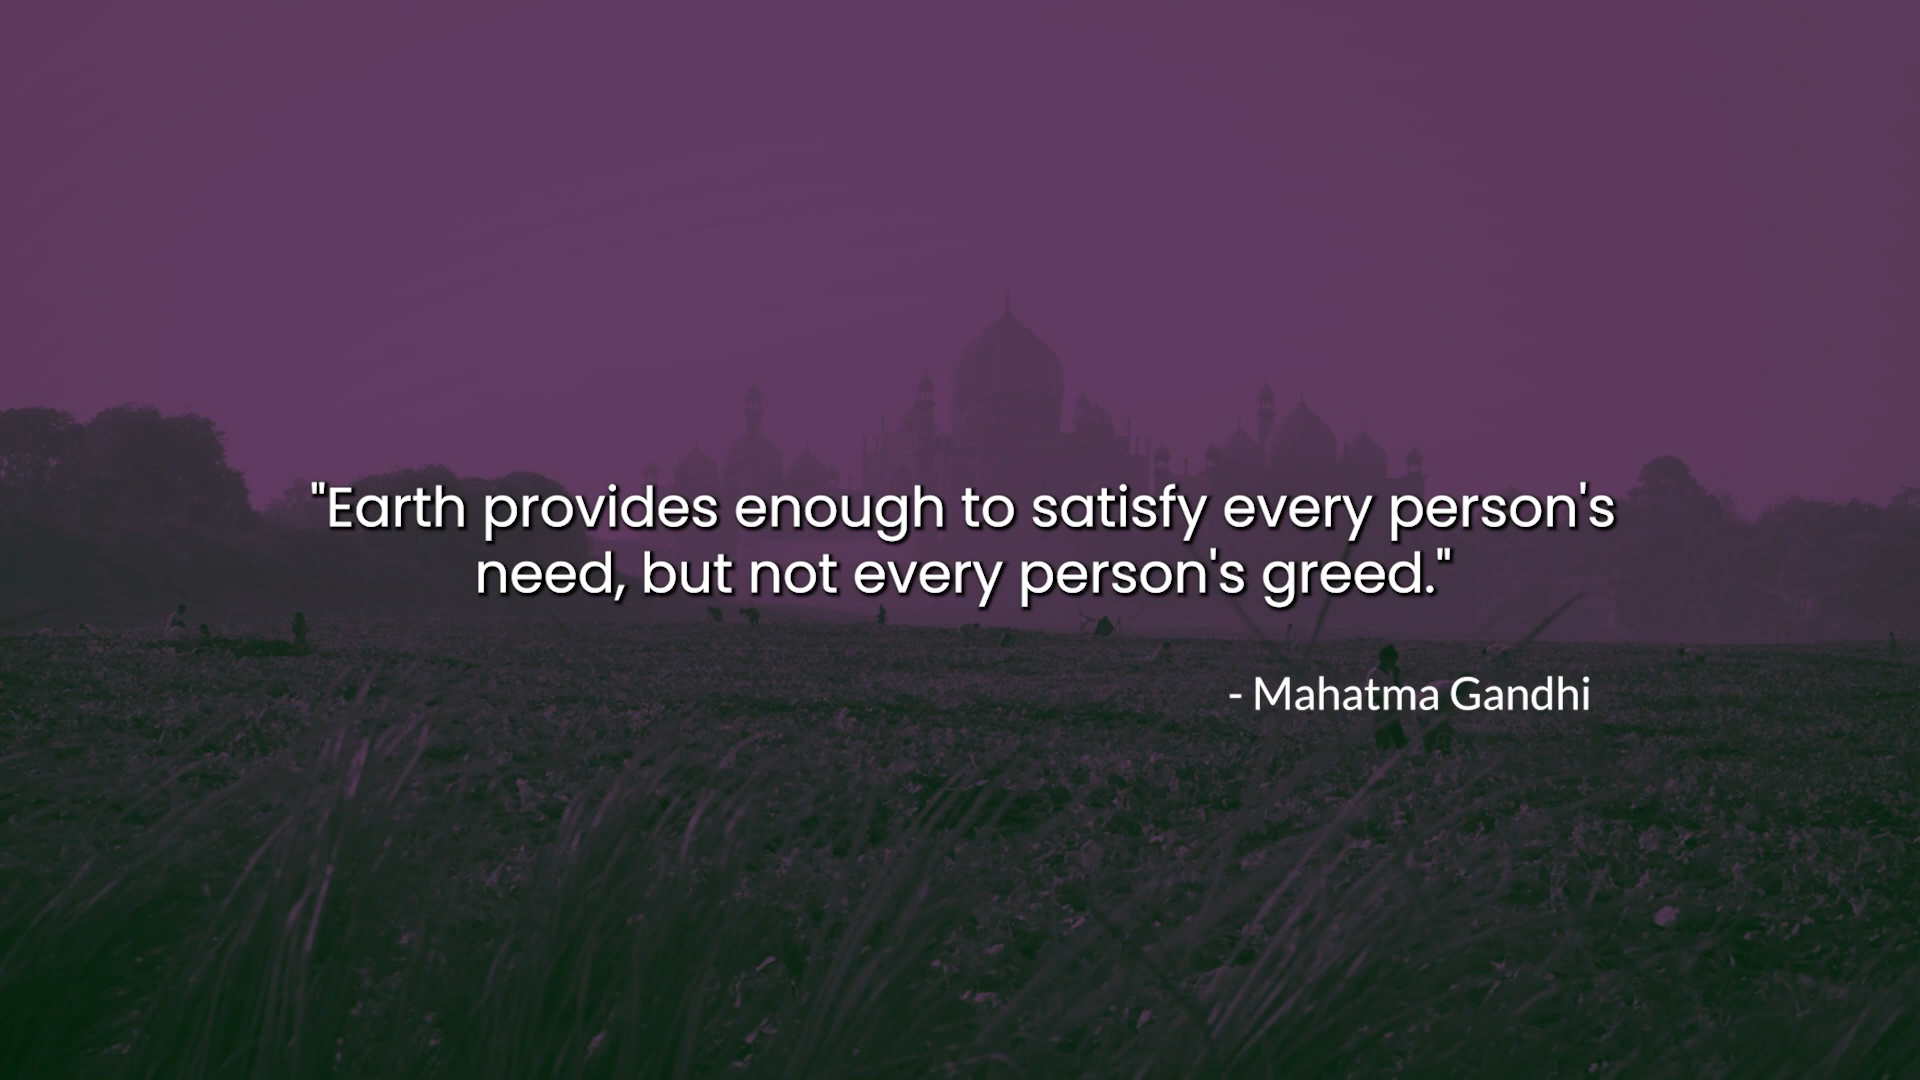 "Earth provides enough to satisfy every person's
need, but not every person's greed."
- Mahatma Gandhi